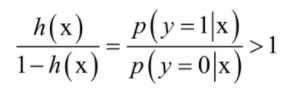 h(x) / (1−h(x)) = p(y=1|x) / p(y=0|x) > 1